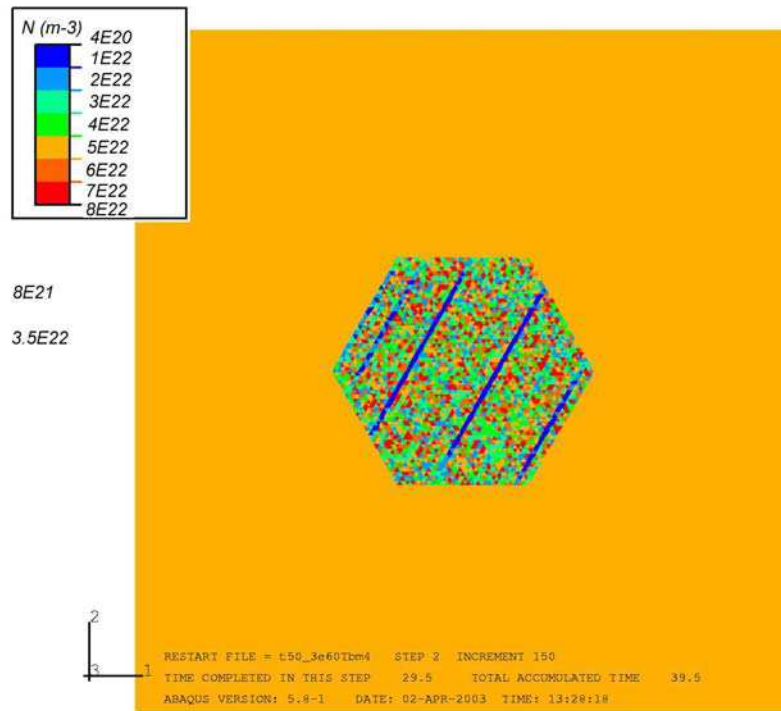 N (m-3)
4E20
1E22
2E22
3E22
4E22
5E22
6E22
7E22
8E22
8E21
3.5E22
2
3 1
RESTART FILE = t50_3e60Tbm4 STEP 2 INCREMENT 150
TIME COMPLETED IN THIS STEP 29.5 TOTAL ACCUMULATED TIME 39.5
ABAQUS VERSION: 5.8-1 DATE: 02-APR-2003 TIME: 13:28:18